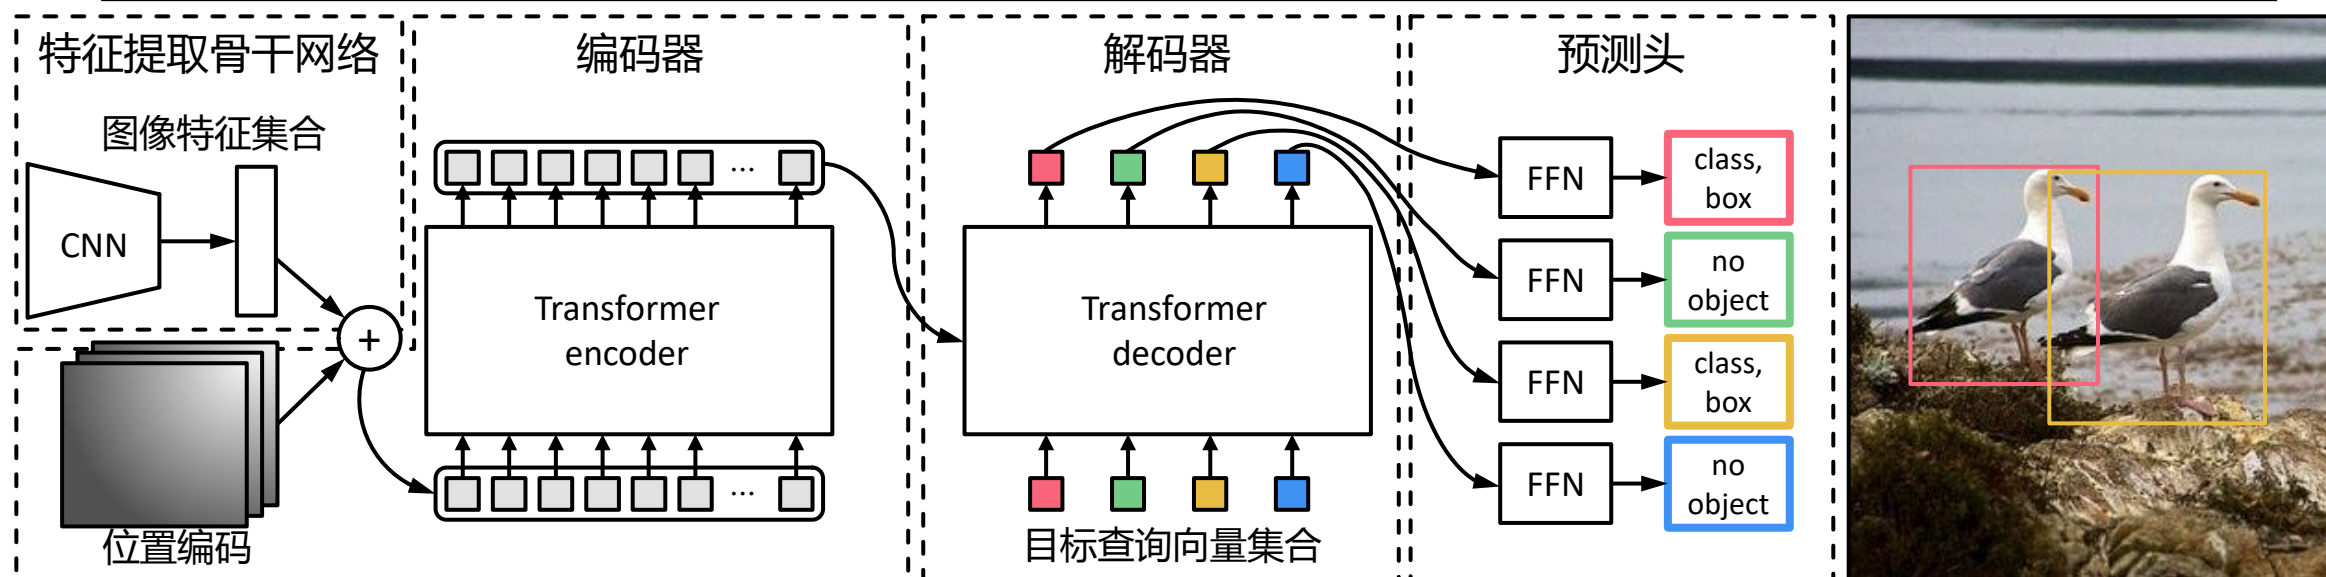 特征提取骨干网络
图像特征集合
CNN
+
位置编码
编码器
...
Transformer
encoder
...
解码器
Transformer
decoder
目标查询向量集合
预测头
FFN
class,
box
FFN
no
object
FFN
class,
box
FFN
no
object